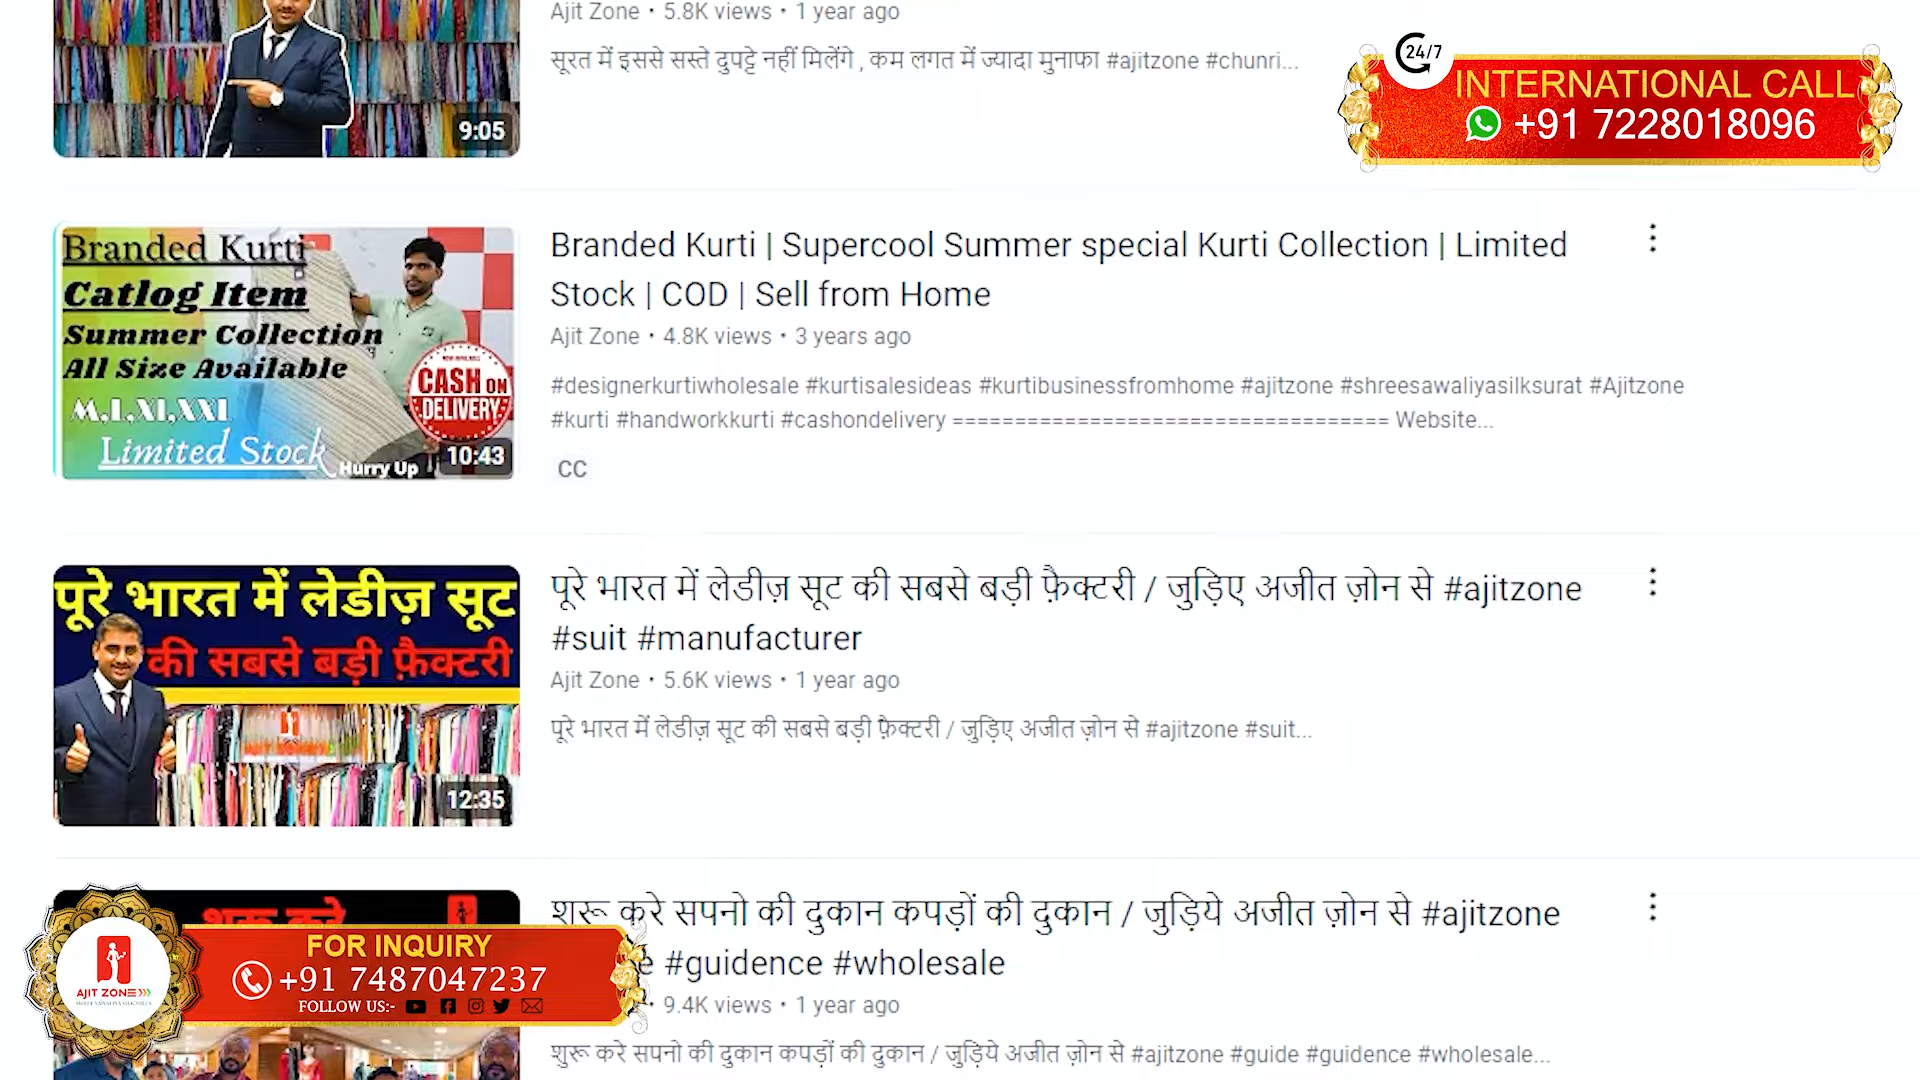 Ajit Zone • 5.8K views • 1 year ago
सूरत में इससे सस्ते दुपट्टे नहीं मिलेंगे , कम लगत में ज्यादा मुनाफा #ajitzone #chunri...
9:05
24/7
INTERNATIONAL CALL
+91 7228018096
Branded Kurti
Catlog Item
Summer Collection
All Size Available
M,L,XL,XXL
Limited Stock
Hurry Up
CASH ON
DELIVERY
10:43
Branded Kurti | Supercool Summer special Kurti Collection | Limited
Stock | COD | Sell from Home
Ajit Zone • 4.8K views • 3 years ago
#designerkurtiwholesale #kurtisalesideas #kurtibusinessfromhome #ajitzone #shreesawaliyasilksurat #Ajitzone
#kurti #handworkkurti #cashondelivery =================================== Website...
CC
पूरे भारत में लेडीज़ सूट
की सबसे बड़ी फ़ैक्टरी
12:35
पूरे भारत में लेडीज़ सूट की सबसे बड़ी फ़ैक्टरी / जुड़िए अजीत ज़ोन से #ajitzone
#suit #manufacturer
Ajit Zone • 5.6K views • 1 year ago
पूरे भारत में लेडीज़ सूट की सबसे बड़ी फ़ैक्टरी / जुड़िए अजीत ज़ोन से #ajitzone #suit...
शुरू करे
शुरू करे सपनो की दुकान कपड़ों की दुकान / जुड़िये अजीत ज़ोन से #ajitzone
#guidence #wholesale
9.4K views • 1 year ago
शुरू करे सपनो की दुकान कपड़ों की दुकान / जुड़िये अजीत ज़ोन से #ajitzone #guide #guidence #wholesale...
AJIT ZONE
FOR INQUIRY
+91 7487047237
FOLLOW US:-